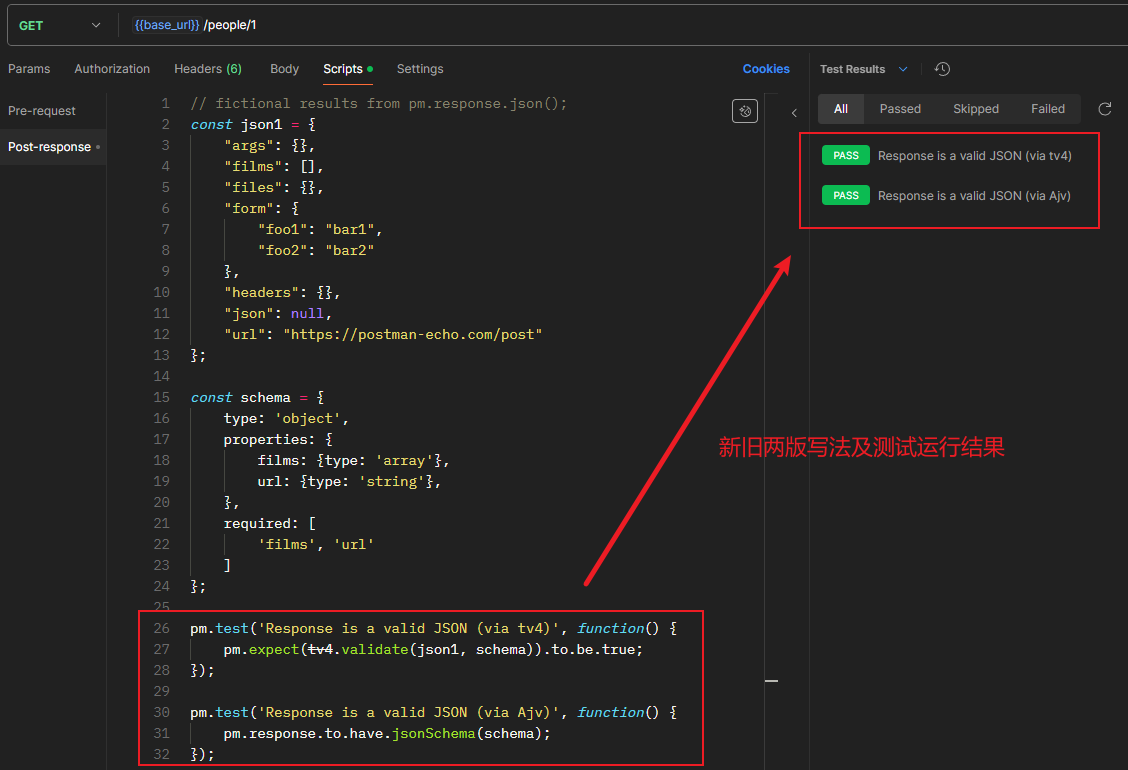 GET {{base_url}} /people/1
Params Authorization Headers (6) Body Scripts Settings Cookies
Test Results
Pre-request
Post-response
All Passed Skipped Failed
PASS Response is a valid JSON (via tv4)
PASS Response is a valid JSON (via Ajv)
1 // fictional results from pm.response.json();
2 const json1 = {
3 "args": {},
4 "films": [],
5 "files": {},
6 "form": {
7 "foo1": "bar1",
8 "foo2": "bar2"
9 },
10 "headers": {},
11 "json": null,
12 "url": "https://postman-echo.com/post"
13 };
14
15 const schema = {
16 type: 'object',
17 properties: {
18 films: {type: 'array'},
19 url: {type: 'string'},
20 },
21 required: [
22 'films', 'url'
23 ]
24 };
25
26 pm.test('Response is a valid JSON (via tv4)', function() {
27 pm.expect(tv4.validate(json1, schema)).to.be.true;
28 });
29
30 pm.test('Response is a valid JSON (via Ajv)', function() {
31 pm.response.to.have.jsonSchema(schema);
32 });
新旧两版写法及测试运行结果